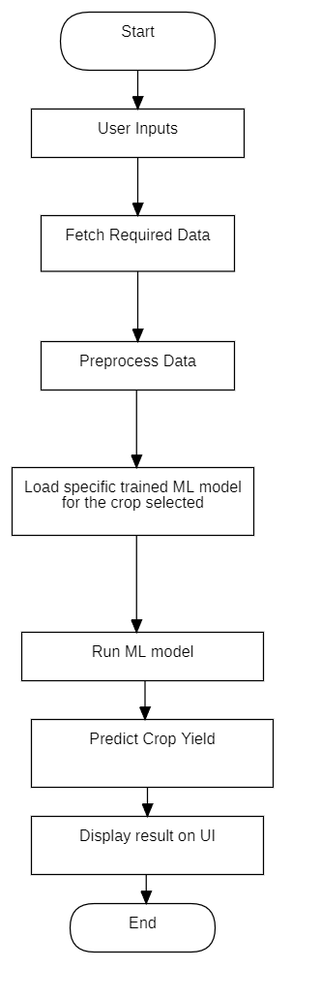 Start
User Inputs
Fetch Required Data
Preprocess Data
Load specific trained ML model
for the crop selected
Run ML model
Predict Crop Yield
Display result on UI
End